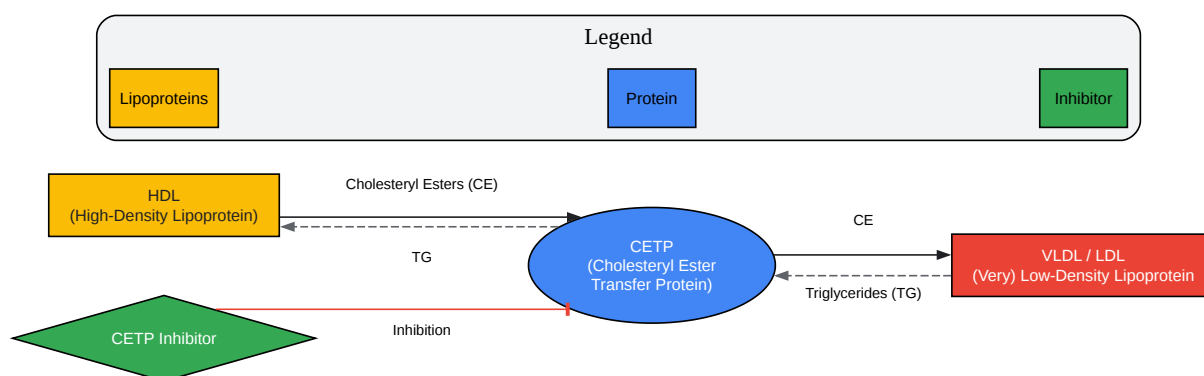 Legend
Lipoproteins
Protein
Inhibitor
HDL
(High-Density Lipoprotein)
Cholesteryl Esters (CE)
TG
CETP
(Cholesteryl Ester
Transfer Protein)
CE
Triglycerides (TG)
VLDL / LDL
(Very) Low-Density Lipoprotein
CETP Inhibitor
Inhibition